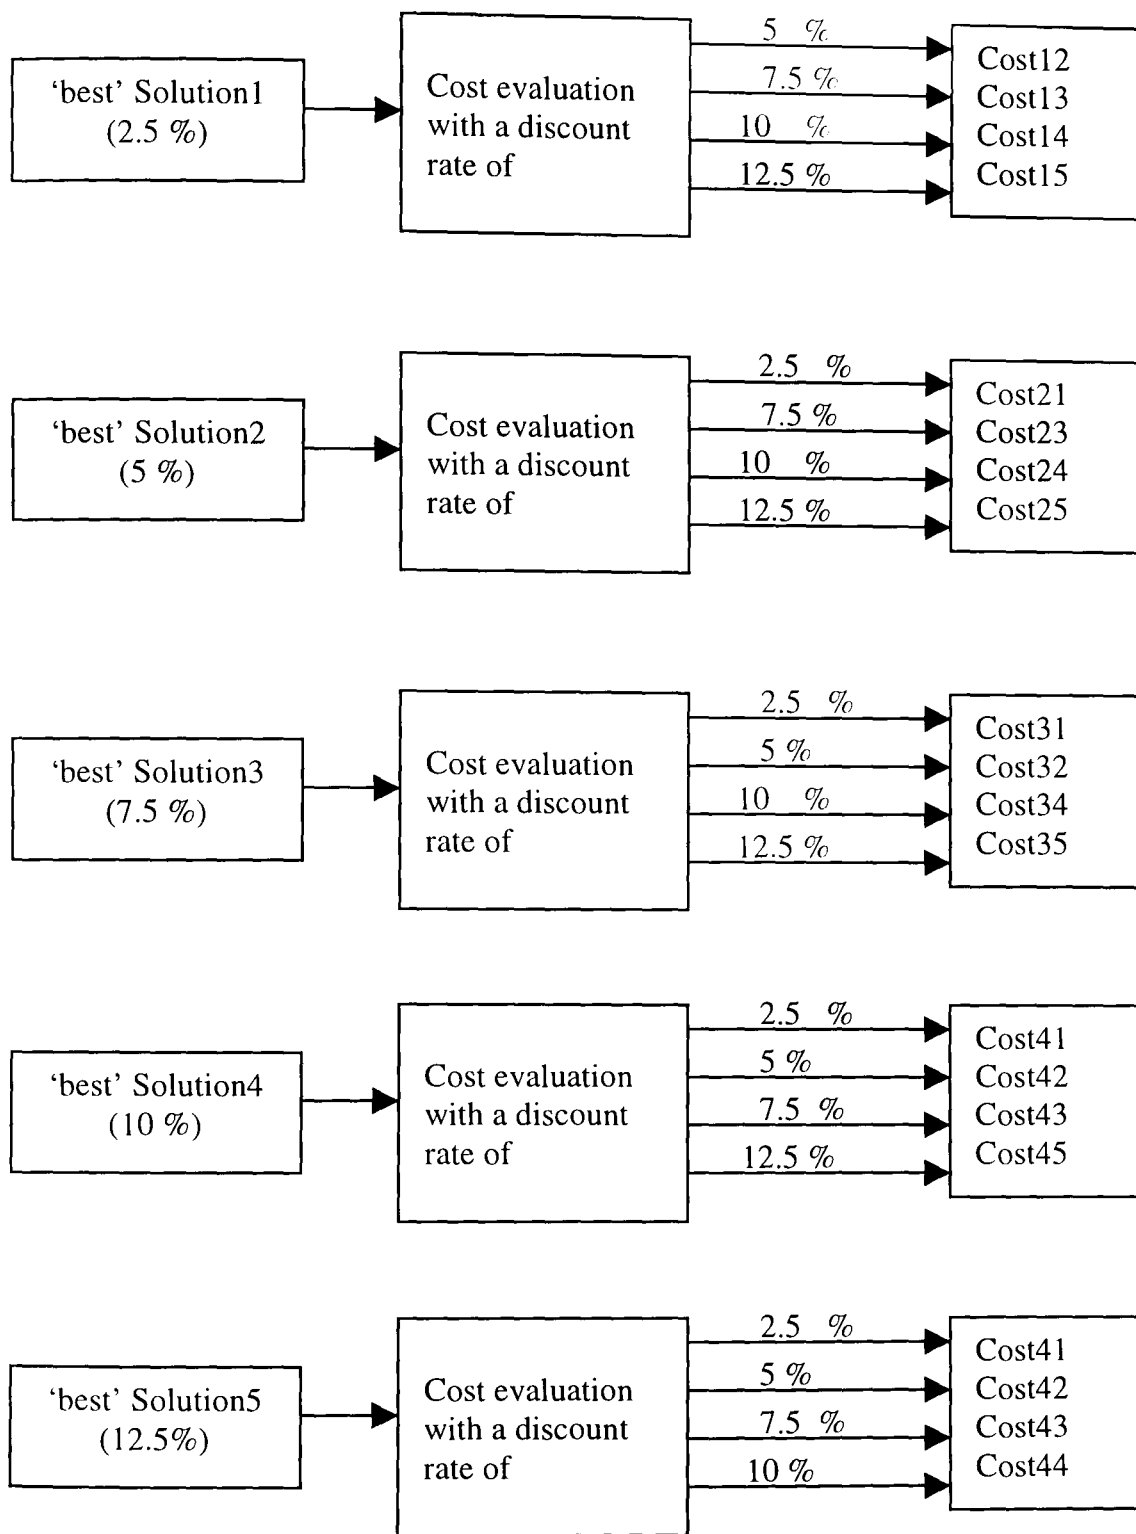 ‘best’ Solution1
(2.5 %)
Cost evaluation
with a discount
rate of
5 %
7.5 %
10 %
12.5 %
Cost12
Cost13
Cost14
Cost15
‘best’ Solution2
(5 %)
Cost evaluation
with a discount
rate of
2.5 %
7.5 %
10 %
12.5 %
Cost21
Cost23
Cost24
Cost25
‘best’ Solution3
(7.5 %)
Cost evaluation
with a discount
rate of
2.5 %
5 %
10 %
12.5 %
Cost31
Cost32
Cost34
Cost35
‘best’ Solution4
(10 %)
Cost evaluation
with a discount
rate of
2.5 %
5 %
7.5 %
12.5 %
Cost41
Cost42
Cost43
Cost45
‘best’ Solution5
(12.5%)
Cost evaluation
with a discount
rate of
2.5 %
5 %
7.5 %
10 %
Cost41
Cost42
Cost43
Cost44